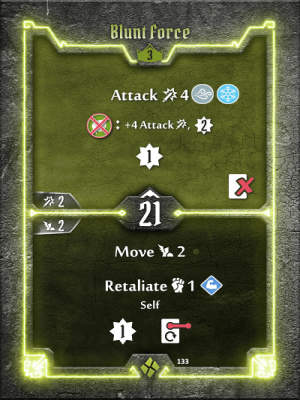 Blunt Force
3
Attack 4
: +4 Attack , 2
1
2
21
2
Move 2
Retaliate 1
Self
1
133